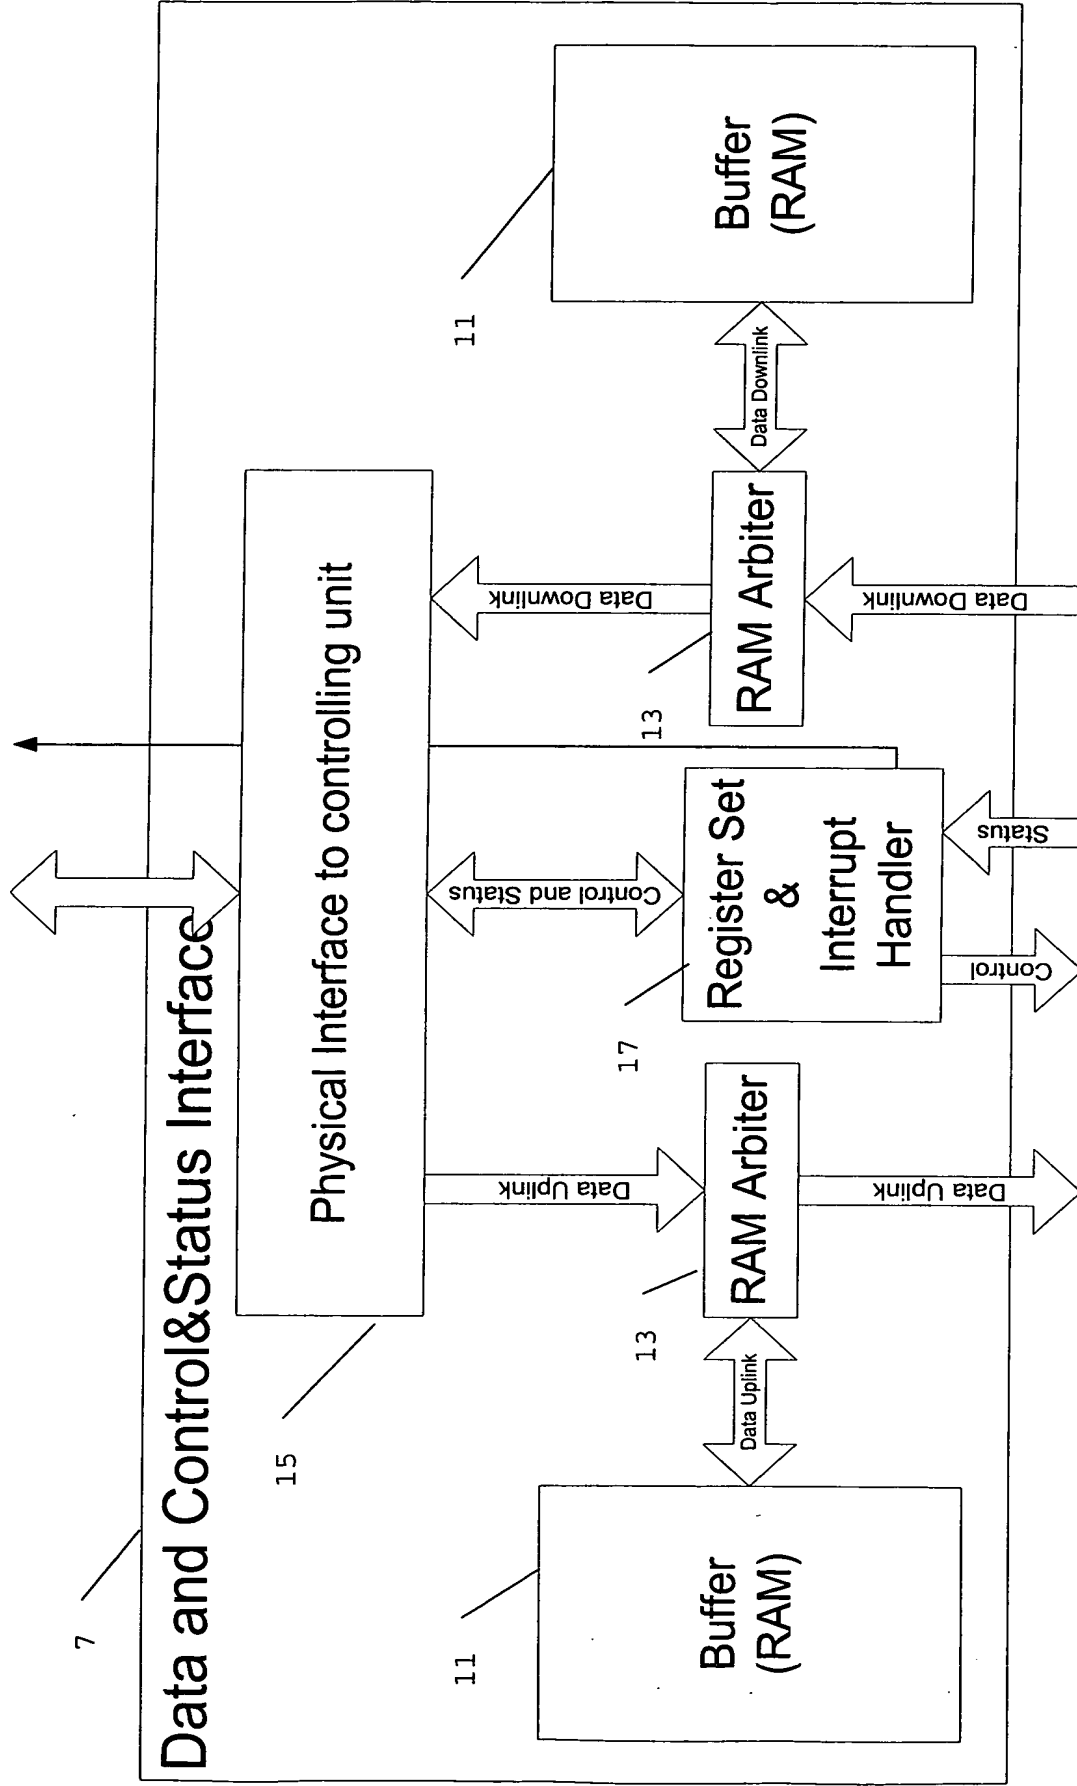 7
Data and Control&Status Interface
15
Physical Interface to controlling unit
Data Uplink
Control and Status
Data Downlink
11
Buffer
(RAM)
Data Uplink
13
RAM Arbiter
17
Register Set
&
Interrupt
Handler
13
RAM Arbiter
Data Downlink
11
Buffer
(RAM)
Data Uplink
Control
Status
Data Downlink